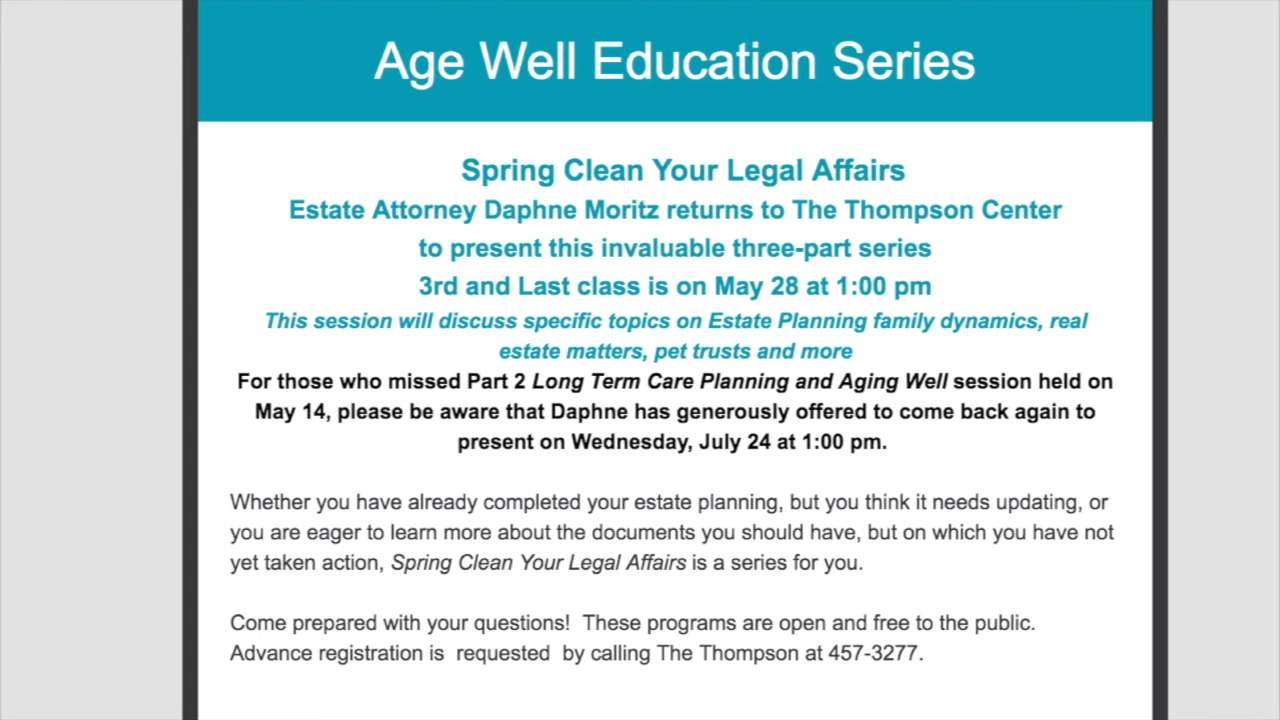 Age Well Education Series
Spring Clean Your Legal Affairs
Estate Attorney Daphne Moritz returns to The Thompson Center
to present this invaluable three-part series
3rd and Last class is on May 28 at 1:00 pm
This session will discuss specific topics on Estate Planning family dynamics, real
estate matters, pet trusts and more
For those who missed Part 2 Long Term Care Planning and Aging Well session held on
May 14, please be aware that Daphne has generously offered to come back again to
present on Wednesday, July 24 at 1:00 pm.
Whether you have already completed your estate planning, but you think it needs updating, or
you are eager to learn more about the documents you should have, but on which you have not
yet taken action, Spring Clean Your Legal Affairs is a series for you.
Come prepared with your questions!  These programs are open and free to the public.
Advance registration is  requested  by calling The Thompson at 457-3277.